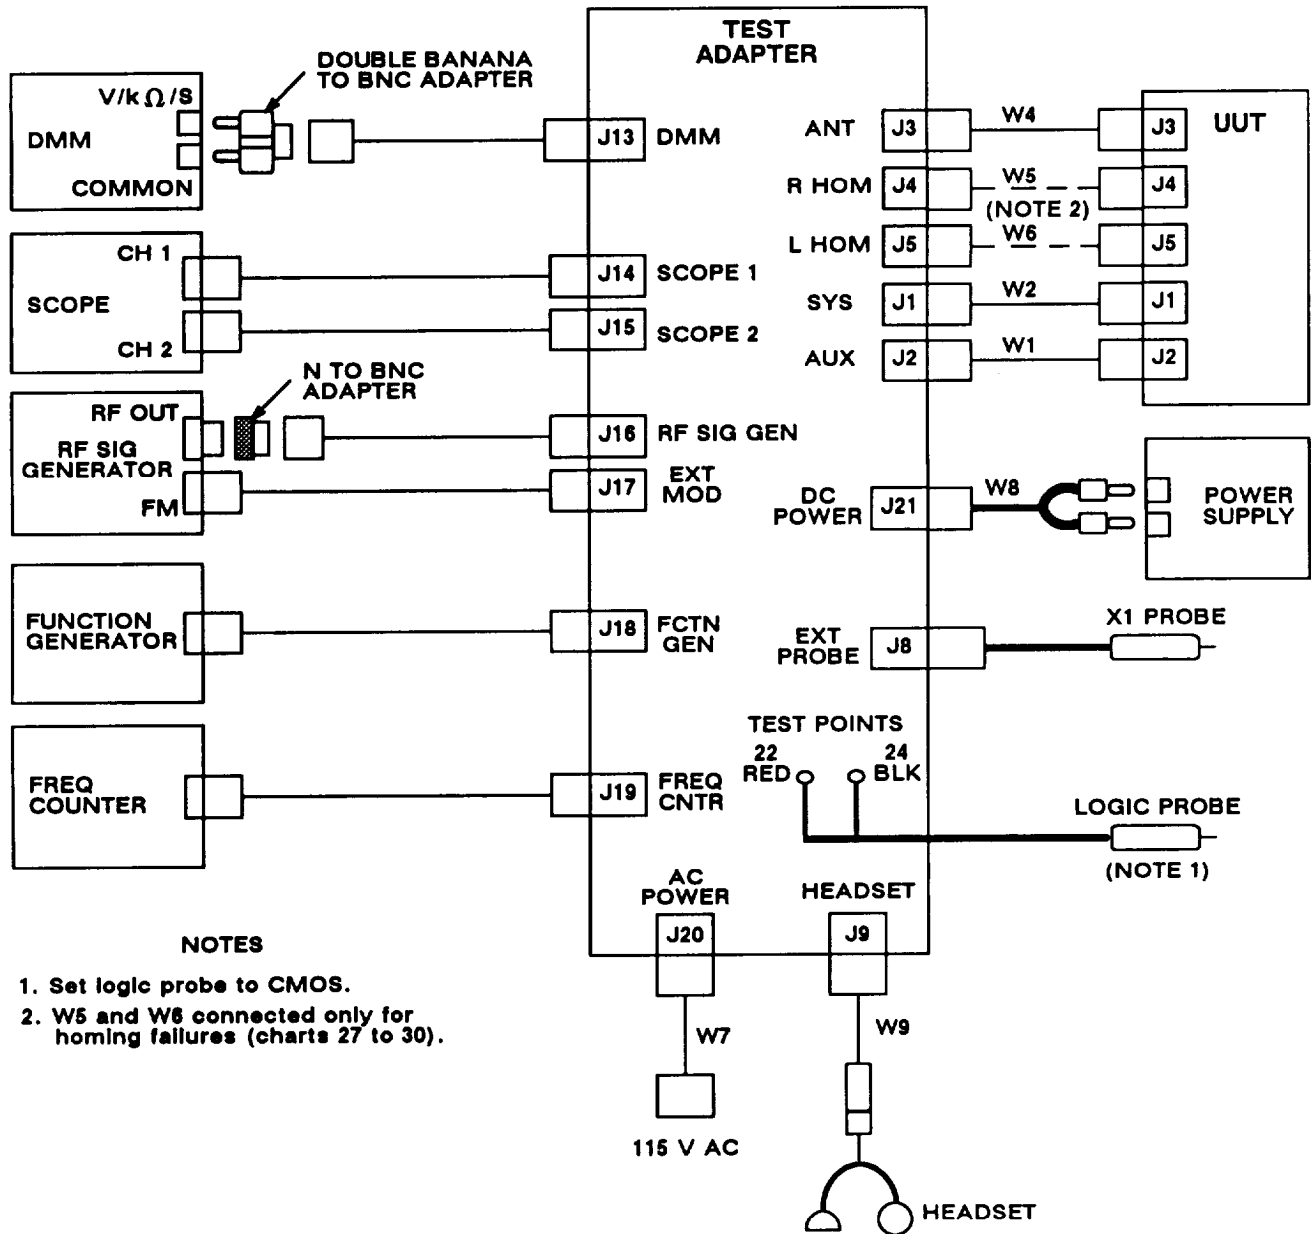 TEST
ADAPTER
DOUBLE BANANA
TO BNC ADAPTER
V/k Ω /S
DMM
COMMON
J13 DMM
CH 1
SCOPE
CH 2
J14 SCOPE 1
J15 SCOPE 2
N TO BNC
ADAPTER
RF OUT
RF SIG
GENERATOR
FM
J16 RF SIG GEN
J17 EXT
MOD
FUNCTION
GENERATOR
J18 FCTN
GEN
FREQ
COUNTER
J19 FREQ
CNTR
ANT J3 W4 J3 UUT
R HOM J4 W5 J4
(NOTE 2)
L HOM J5 W6 J5
SYS J1 W2 J1
AUX J2 W1 J2
DC
POWER J21 W8 POWER
SUPPLY
EXT
PROBE J8 X1 PROBE
TEST POINTS
22
RED
24
BLK
LOGIC PROBE
(NOTE 1)
AC
POWER
J20
W7
115 V AC
HEADSET
J9
W9
HEADSET
NOTES
1. Set logic probe to CMOS.
2. W5 and W6 connected only for
homing failures (charts 27 to 30).